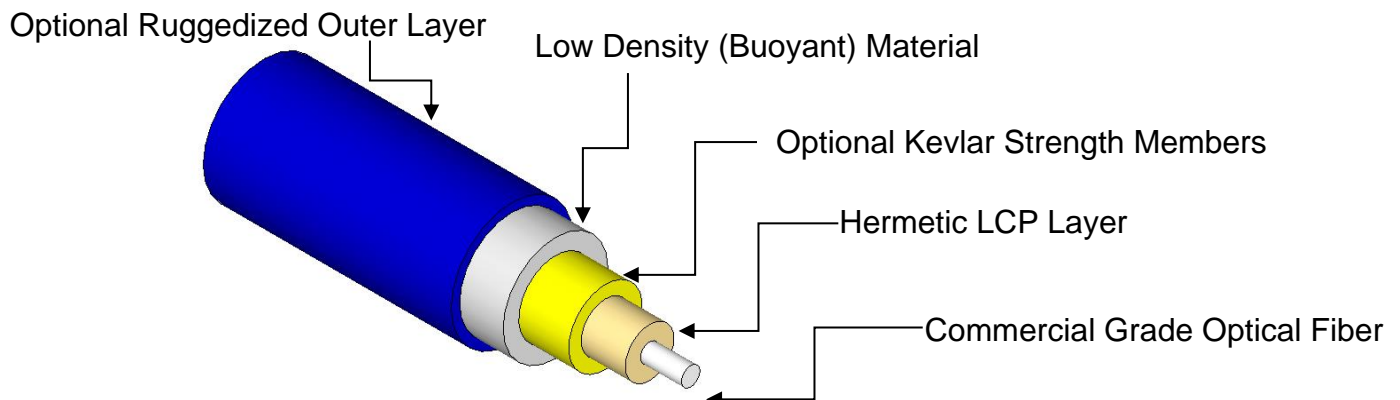 Optional Ruggedized Outer Layer
Low Density (Buoyant) Material
Optional Kevlar Strength Members
Hermetic LCP Layer
Commercial Grade Optical Fiber